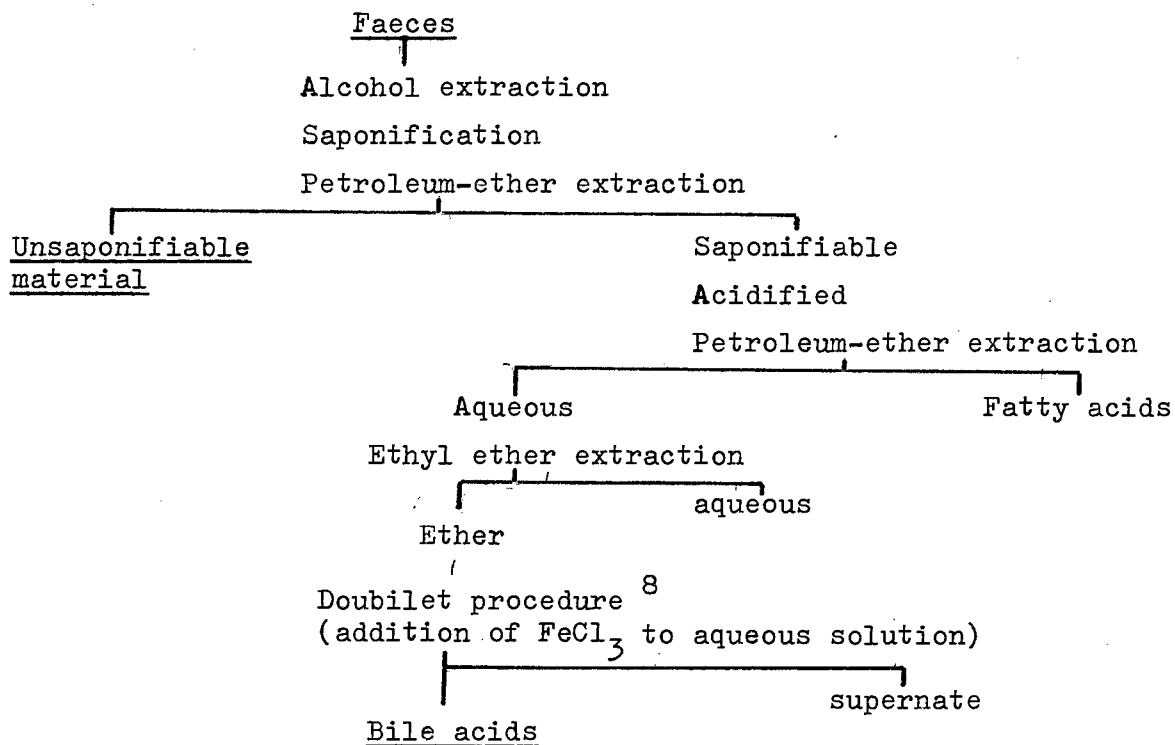 Faeces
Alcohol extraction
Saponification
Petroleum-ether extraction
Unsaponifiable
material
Saponifiable
Acidified
Petroleum-ether extraction
Aqueous
Fatty acids
Ethyl ether extraction
aqueous
Ether
Doubilet procedure 8
(addition of FeCl3 to aqueous solution)
supernate
Bile acids